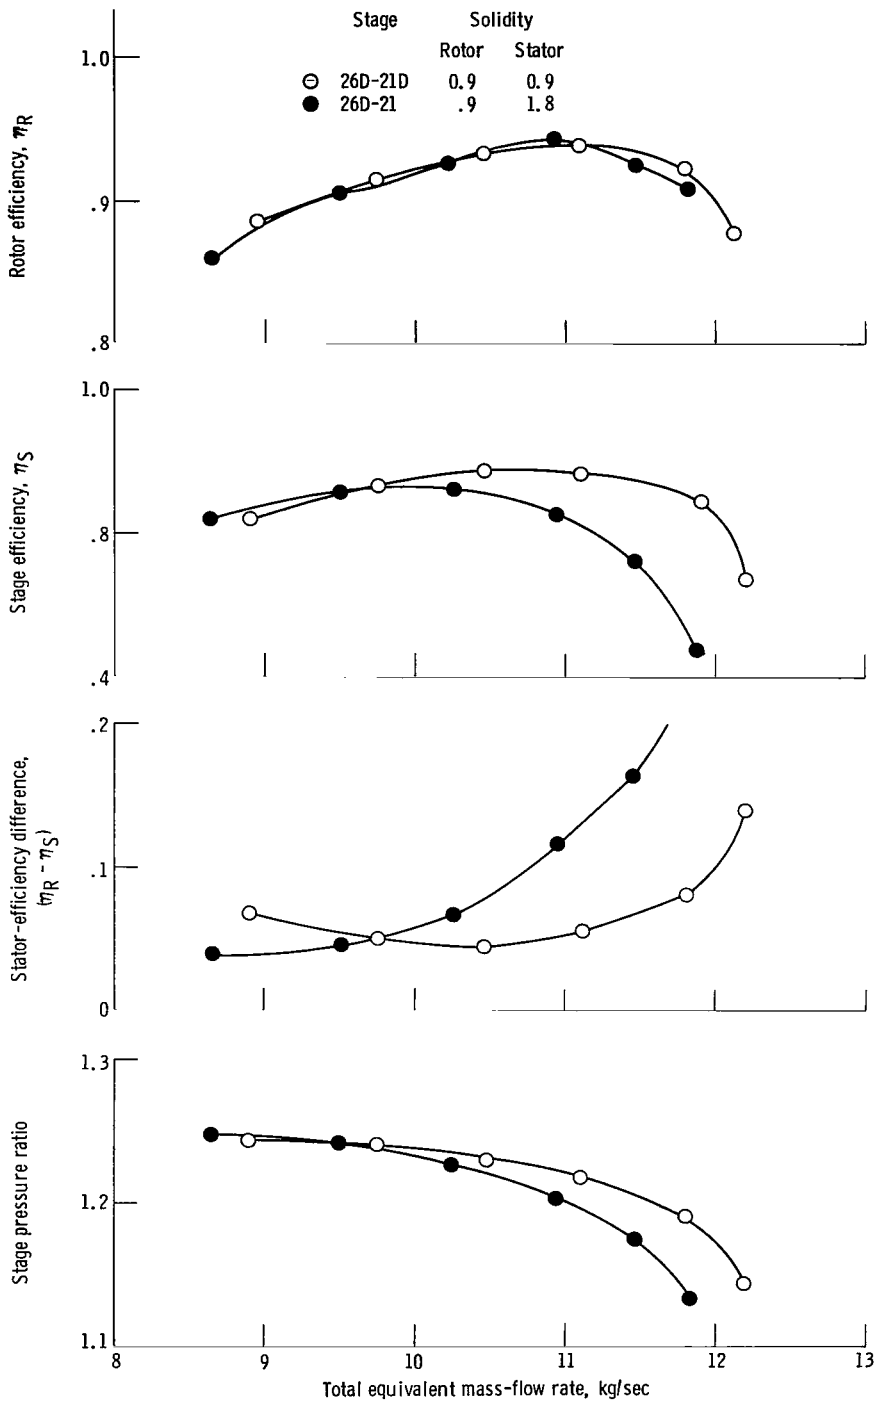 Stage Solidity
Rotor Stator
26D-21D 0.9 0.9
26D-21 .9 1.8
1.0
.9
.8
Rotor efficiency, ηR
1.0
.8
.4
Stage efficiency, ηS
.2
.1
0
Stator-efficiency difference,
(ηR - ηS)
1.3
1.2
1.1
Stage pressure ratio
8 9 10 11 12 13
Total equivalent mass-flow rate, kg/sec